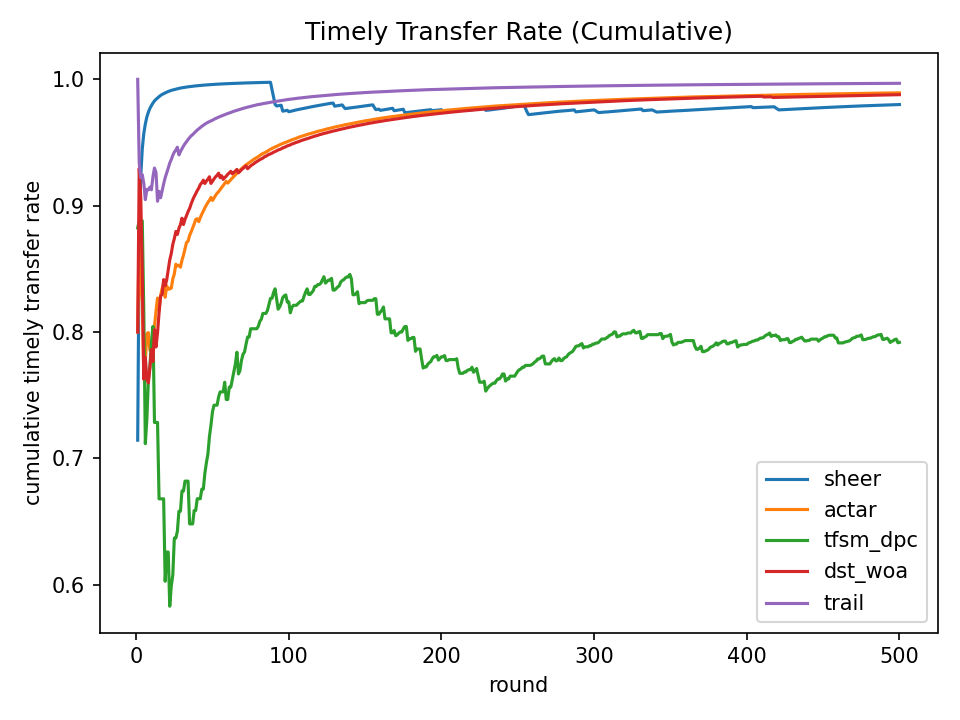 Timely Transfer Rate (Cumulative)
cumulative timely transfer rate
1.0
0.9
0.8
0.7
0.6
0
100
200
300
400
500
round
sheer
actar
tfsm_dpc
dst_woa
trail